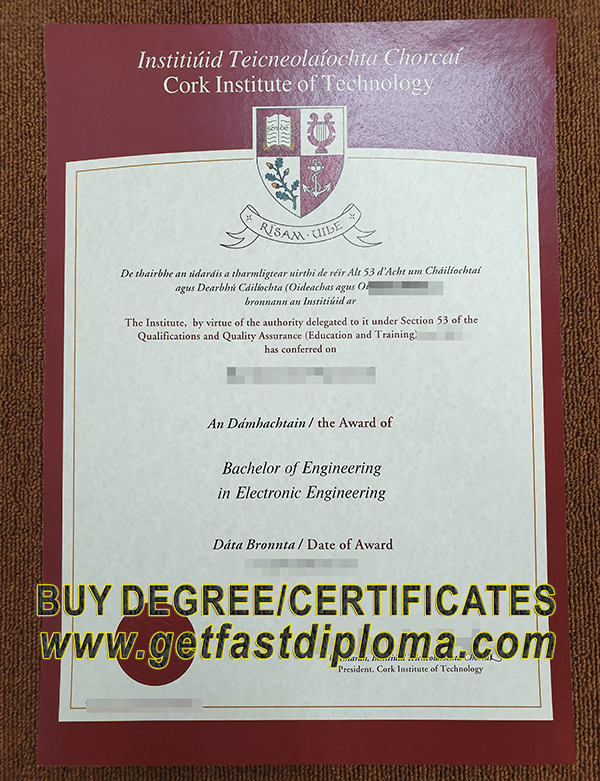 Institiúid Teicneolaíochta Chorcaí
Cork Institute of Technology
RÍSAM · UILE
De thairbhe an údaráis a tharmligtear uirthi de réir Alt 53 d'Acht um Cháilíochtaí
agus Dearbhú Cáilíochta (Oideachas agus
bronnann an Institiúid ar
The Institute, by virtue of the authority delegated to it under Section 53 of the
Qualifications and Quality Assurance (Education and Training)
has conferred on
An Dámhachtain / the Award of
Bachelor of Engineering
in Electronic Engineering
Dáta Bronnta / Date of Award
BUY DEGREE/CERTIFICATES
www.getfastdiploma.com
President, Cork Institute of Technology